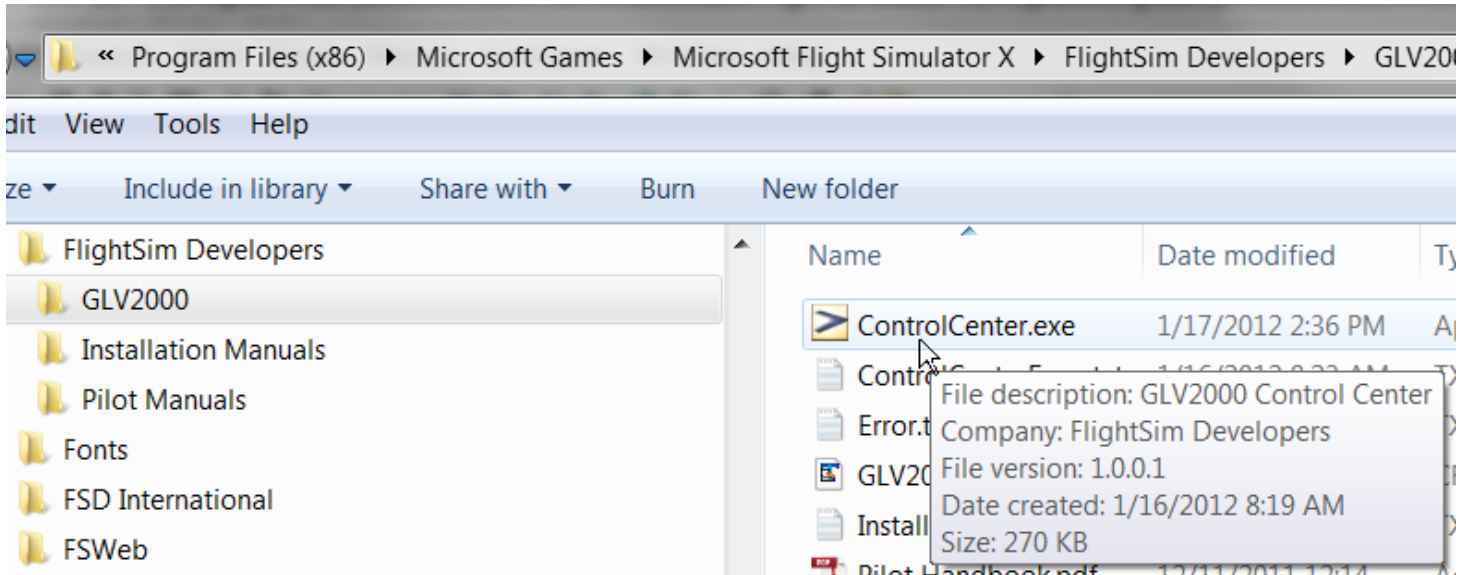 « Program Files (x86) Microsoft Games Microsoft Flight Simulator X FlightSim Developers
View Tools Help
Include in library Share with Burn New folder
FlightSim Developers
GLV2000
Installation Manuals
Pilot Manuals
Fonts
FSD International
FSWeb
Name Date modified
ControlCenter.exe 1/17/2012 2:36 PM
File description: GLV2000 Control Center
Company: FlightSim Developers
File version: 1.0.0.1
Date created: 1/16/2012 8:19 AM
Size: 270 KB